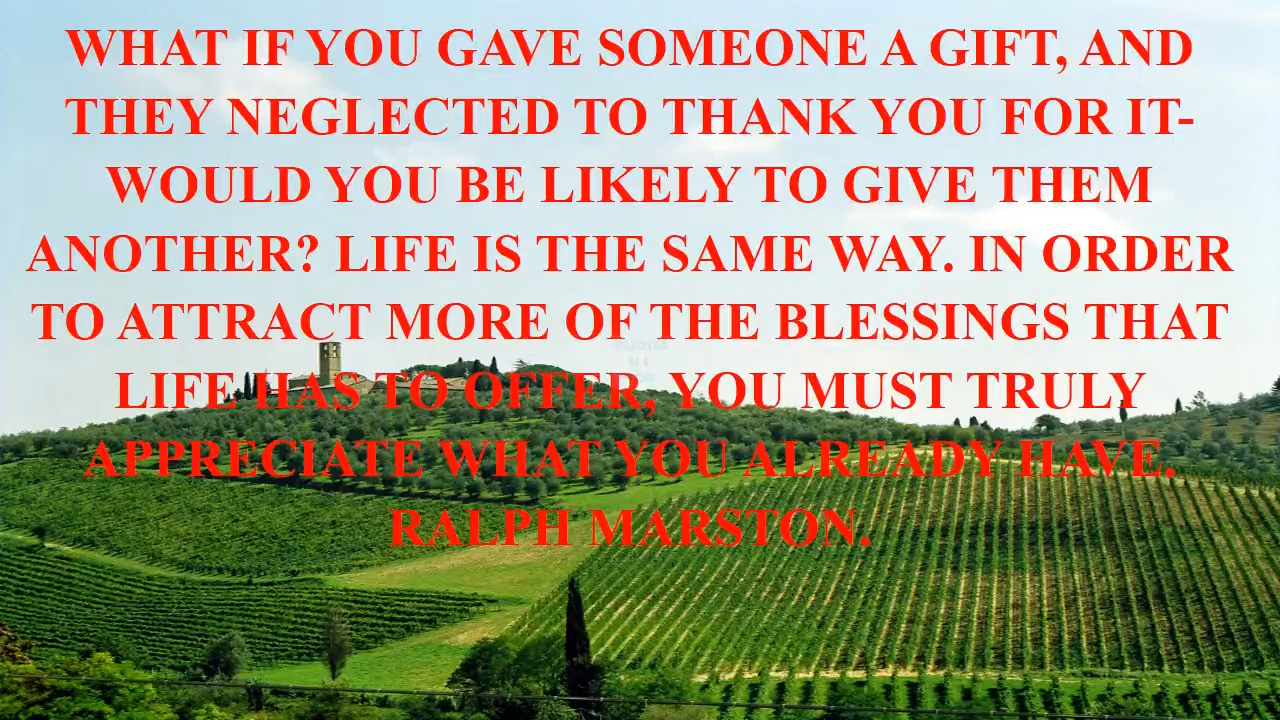 WHAT IF YOU GAVE SOMEONE A GIFT, AND
THEY NEGLECTED TO THANK YOU FOR IT-
WOULD YOU BE LIKELY TO GIVE THEM
ANOTHER? LIFE IS THE SAME WAY. IN ORDER
TO ATTRACT MORE OF THE BLESSINGS THAT
LIFE HAS TO OFFER, YOU MUST TRULY
APPRECIATE WHAT YOU ALREADY HAVE.
RALPH MARSTON.